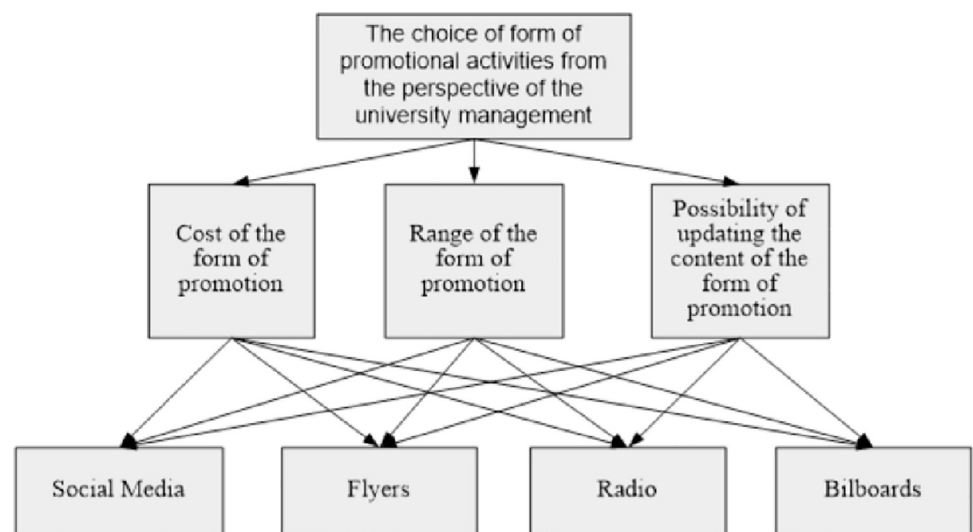 The choice of form of
promotional activities from
the perspective of the
university management
Cost of the
form of
promotion
Range of the
form of
promotion
Possibility of
updating the
content of the
form of
promotion
Social Media
Flyers
Radio
Bilboards